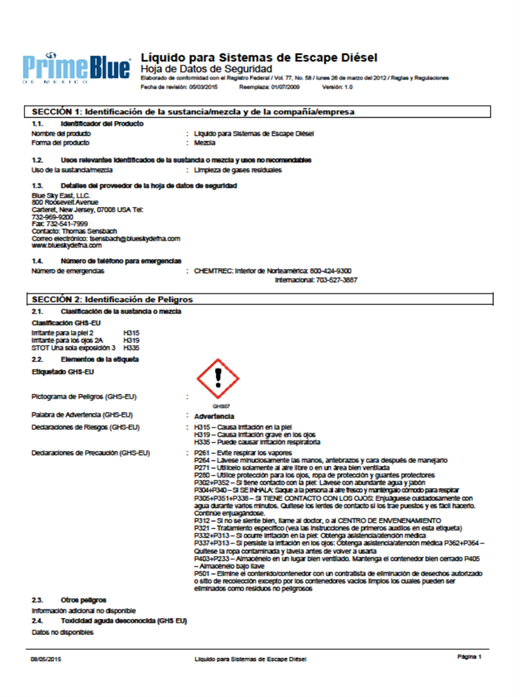 PrimeBlue
DE MEXICO
Líquido para Sistemas de Escape Diésel
Hoja de Datos de Seguridad
Elaborado de conformidad con el Registro Federal / Vol. 77, No. 58 / lunes 26 de marzo del 2012 / Reglas y Regulaciones
Fecha de revisión: 05/03/2015 Reemplaza: 01/07/2009 Versión: 1.0
SECCIÓN 1: Identificación de la sustancia/mezcla y de la compañía/empresa
1.1. Identificador del Producto
Nombre del producto : Líquido para Sistemas de Escape Diésel
Forma del producto : Mezcla
1.2. Usos relevantes identificados de la sustancia o mezcla y usos no recomendables
Uso de la sustancia/mezcla : Limpieza de gases residuales
1.3. Detalles del proveedor de la hoja de datos de seguridad
Blue Sky East, LLC.
800 Roosevelt Avenue
Carteret, New Jersey, 07008 USA Tel:
732-969-9200
Fax: 732-541-7999
Contacto: Thomas Sensbach
Correo electrónico: tsensbach@blueskydefna.com
www.blueskydefna.com
1.4. Número de teléfono para emergencias
Número de emergencias : CHEMTREC: Interior de Norteamérica: 800-424-9300
Internacional: 703-527-3887
SECCIÓN 2: Identificación de Peligros
2.1. Clasificación de la sustancia o mezcla
Clasificación GHS-EU
Irritante para la piel 2 H315
Irritante para los ojos 2A H319
STOT Una sola exposición 3 H335
2.2. Elementos de la etiqueta
Etiquetado GHS-EU
Pictograma de Peligros (GHS-EU) :
GHS07
Palabra de Advertencia (GHS-EU) : Advertencia
Declaraciones de Riesgos (GHS-EU) : H315 – Causa irritación en la piel
H319 – Causa irritación grave en los ojos
H335 – Puede causar irritación respiratoria
Declaraciones de Precaución (GHS-EU) : P261 – Evite respirar los vapores
P264 – Lávese minuciosamente las manos, antebrazos y cara después de manejarlo
P271 – Utilícelo solamente al aire libre o en un área bien ventilada
P280 – Utilice protección para los ojos, ropa de protección y guantes protectores
P302+P352 – Si tiene contacto con la piel: Lávese con abundante agua y jabón
P304+P340 – SI SE INHALA: Saque a la persona al aire fresco y manténgalo cómodo para respirar
P305+P351+P338 – SI TIENE CONTACTO CON LOS OJOS: Enjuáguese cuidadosamente con
agua durante varios minutos. Quítese los lentes de contacto si los trae puestos y es fácil hacerlo.
Continúe enjuagándose.
P312 – Si no se siente bien, llame al doctor, o al CENTRO DE ENVENENAMIENTO
P321 – Tratamiento específico (vea las instrucciones de primeros auxilios en esta etiqueta)
P332+P313 – Si ocurre irritación en la piel: Obtenga asistencia/atención médica
P337+P313 – Si persiste la irritación en los ojos: Obtenga asistencia/atención médica P362+P364 –
Quítese la ropa contaminada y lávela antes de volver a usarla
P403+P233 – Almacénelo en un lugar bien ventilado. Mantenga el contenedor bien cerrado P405
– Almacénelo bajo llave
P501 – Elimine el contenido/contenedor con un contratista de eliminación de desechos autorizado
o sitio de recolección excepto por los contenedores vacíos limpios los cuales pueden ser
eliminados como residuos no peligrosos
2.3. Otros peligros
Información adicional no disponible
2.4. Toxicidad aguda desconocida (GHS EU)
Datos no disponibles
08/05/2015 Líquido para Sistemas de Escape Diésel Página 1